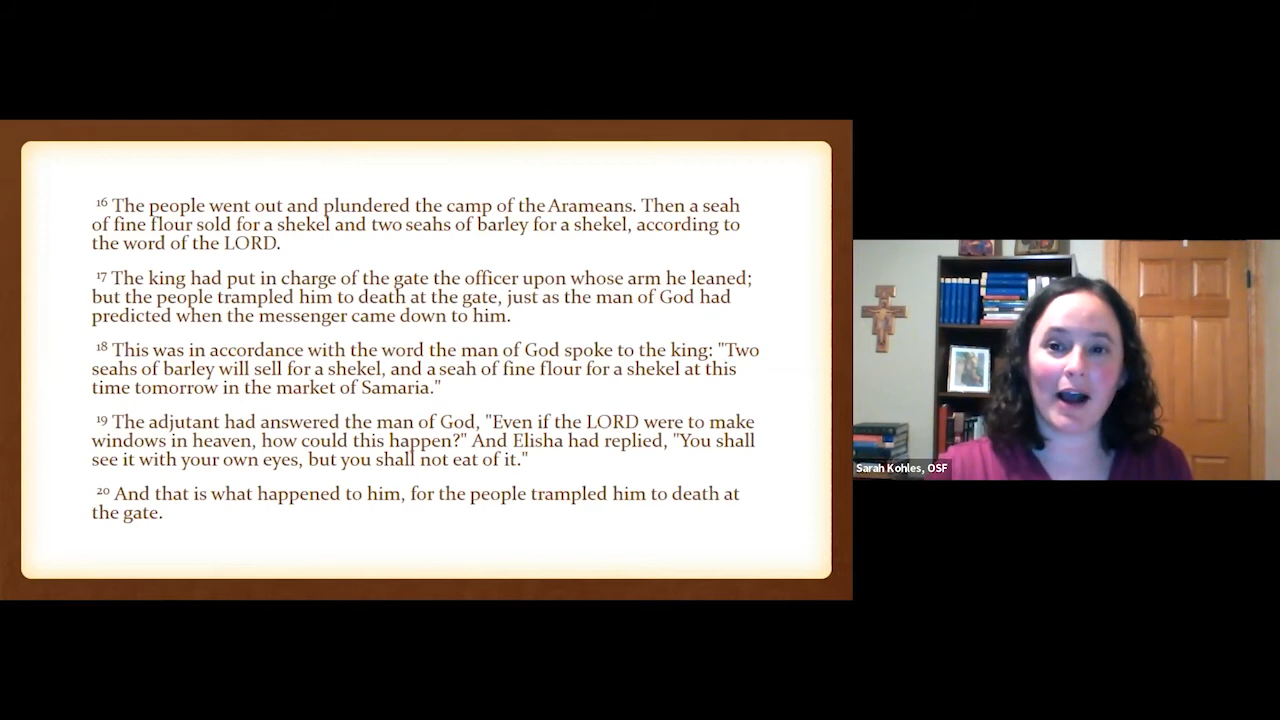 16 The people went out and plundered the camp of the Arameans. Then a seah
of fine flour sold for a shekel and two seahs of barley for a shekel, according to
the word of the LORD.
17 The king had put in charge of the gate the officer upon whose arm he leaned;
but the people trampled him to death at the gate, just as the man of God had
predicted when the messenger came down to him.
18 This was in accordance with the word the man of God spoke to the king: "Two
seahs of barley will sell for a shekel, and a seah of fine flour for a shekel at this
time tomorrow in the market of Samaria."
19 The adjutant had answered the man of God, "Even if the LORD were to make
windows in heaven, how could this happen?" And Elisha had replied, "You shall
see it with your own eyes, but you shall not eat of it."
20 And that is what happened to him, for the people trampled him to death at
the gate.
Sarah Kohles, OSF